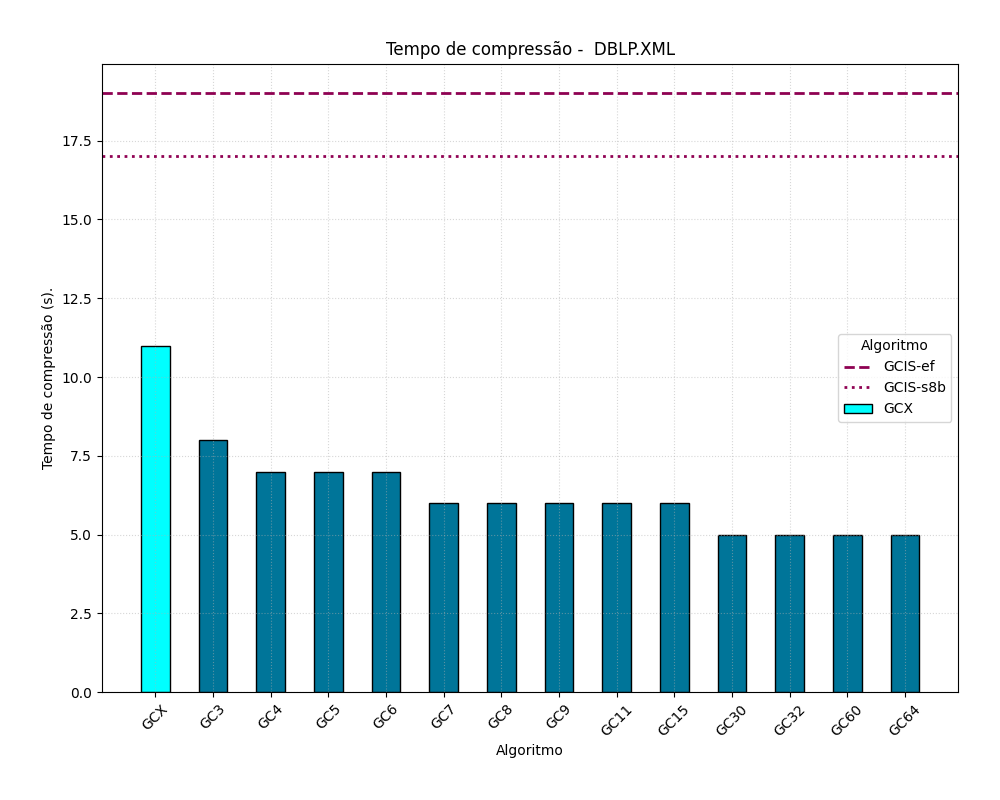 Tempo de compressão -  DBLP.XML
Tempo de compressão (s).
17.5
15.0
12.5
10.0
7.5
5.0
2.5
0.0
Algoritmo
GCIS-ef
GCIS-s8b
GCX
GCX GC3 GC4 GC5 GC6 GC7 GC8 GC9 GC11 GC15 GC30 GC32 GC60 GC64
Algoritmo